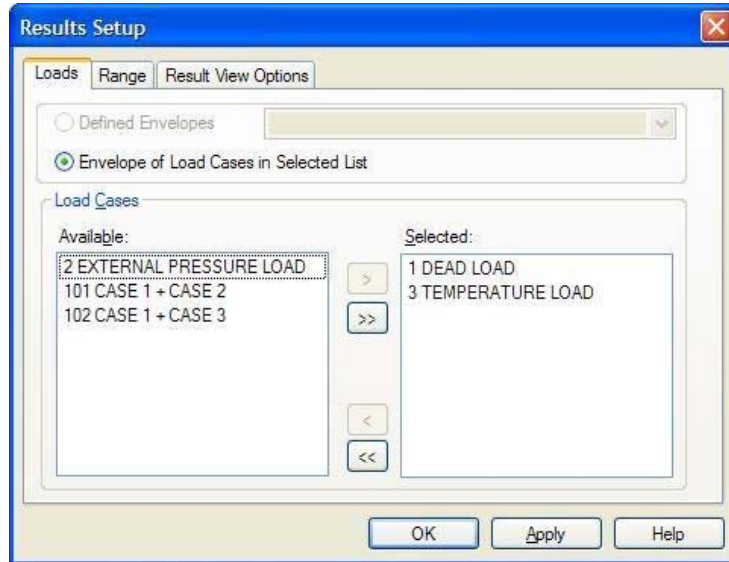 Results Setup
Loads Range Result View Options
Defined Envelopes
Envelope of Load Cases in Selected List
Load Cases
Available:
2 EXTERNAL PRESSURE LOAD
101 CASE 1 + CASE 2
102 CASE 1 + CASE 3
>
>>
<
<<
Selected:
1 DEAD LOAD
3 TEMPERATURE LOAD
OK Apply Help